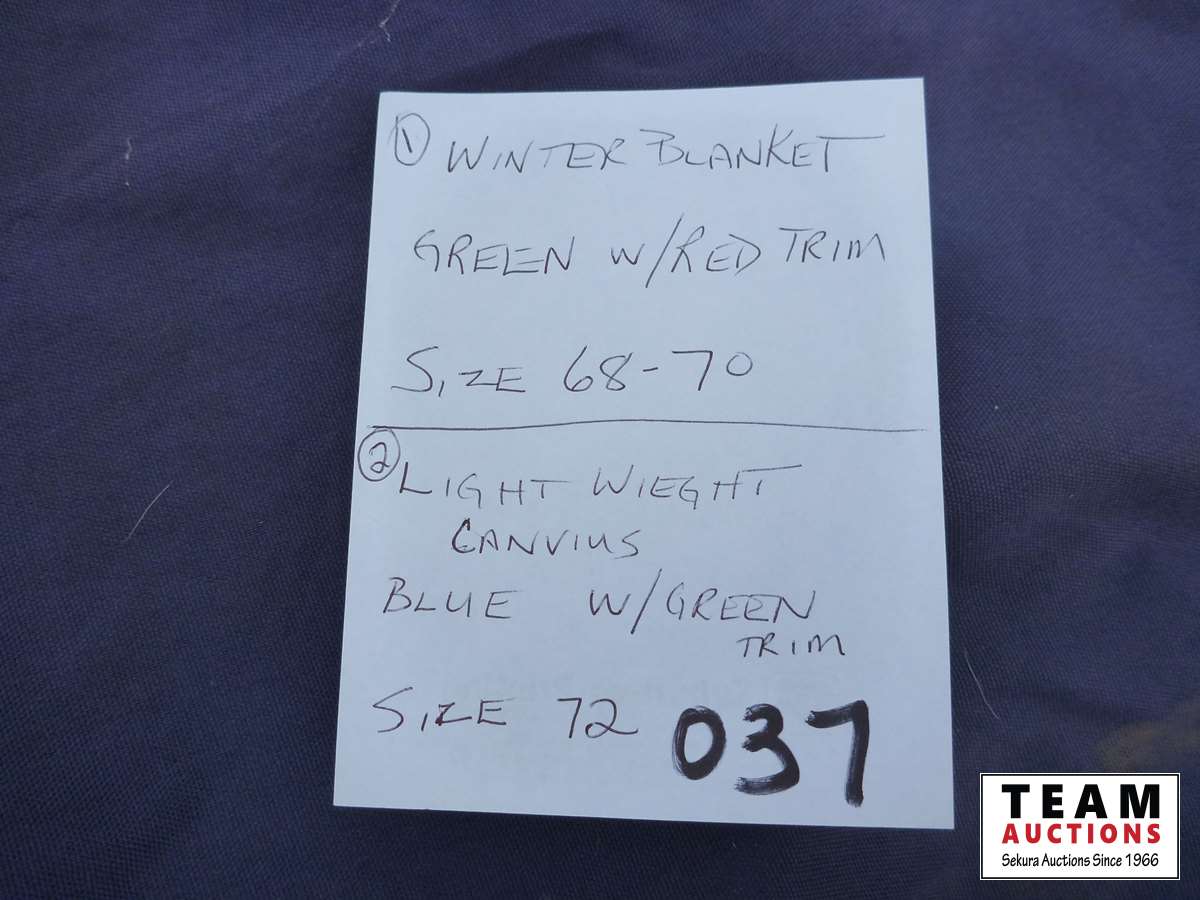 1 WINTER BLANKET
GREEN W/RED TRIM
SIZE 68-70
2 LIGHT WIEGHT
CANVIUS
BLUE W/GREEN
TRIM
SIZE 72 037
TEAM
AUCTIONS
Sekura Auctions Since 1966